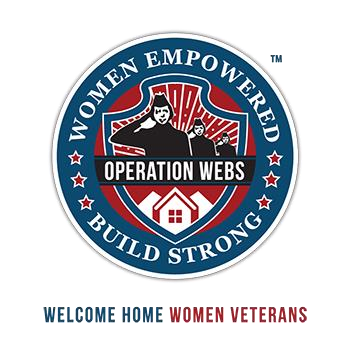 WOMEN EMPOWERED
™
OPERATION WEBS
BUILD STRONG
WELCOME HOME WOMEN VETERANS